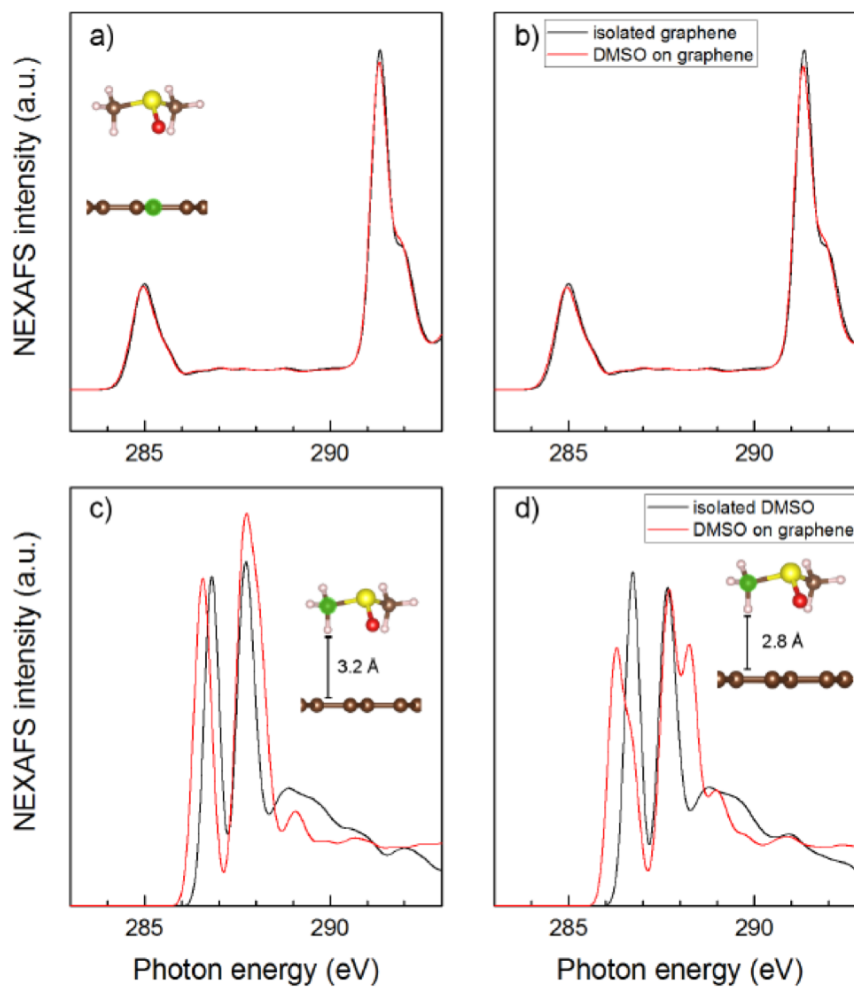 a)
b)
isolated graphene
DMSO on graphene
NEXAFS intensity (a.u.)
285
290
285
290
c)
d)
isolated DMSO
DMSO on graphene
3.2 Å
2.8 Å
NEXAFS intensity (a.u.)
285
290
285
290
Photon energy (eV)
Photon energy (eV)